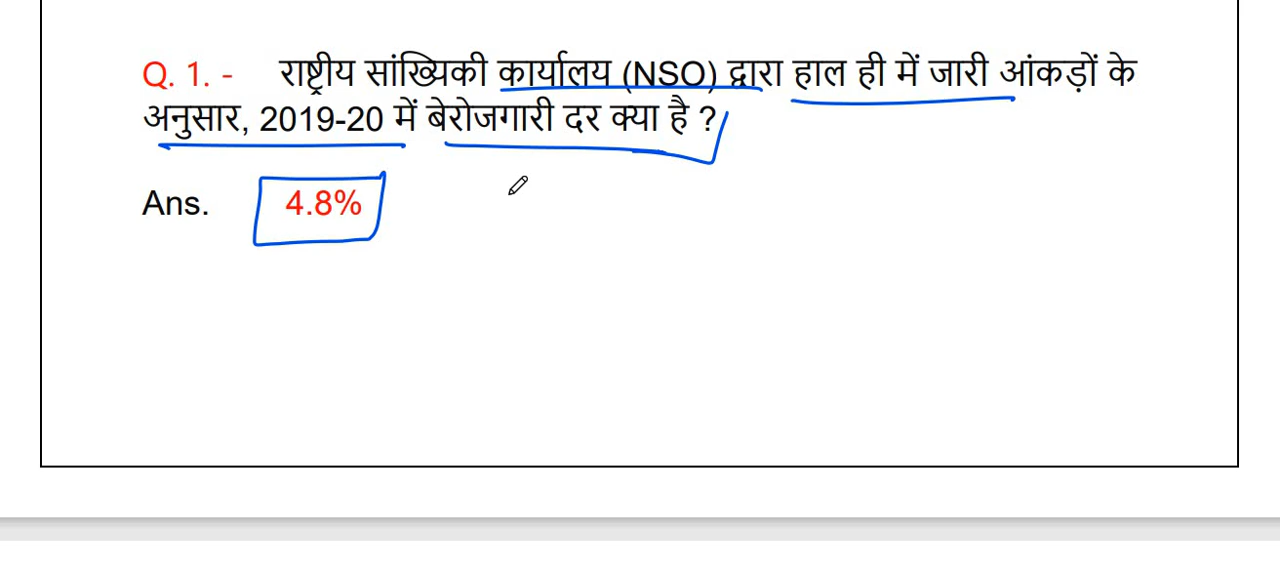 Q. 1. - राष्ट्रीय सांख्यिकी कार्यालय (NSO) द्वारा हाल ही में जारी आंकड़ों के
अनुसार, 2019-20 में बेरोजगारी दर क्या है ?
Ans. 4.8%